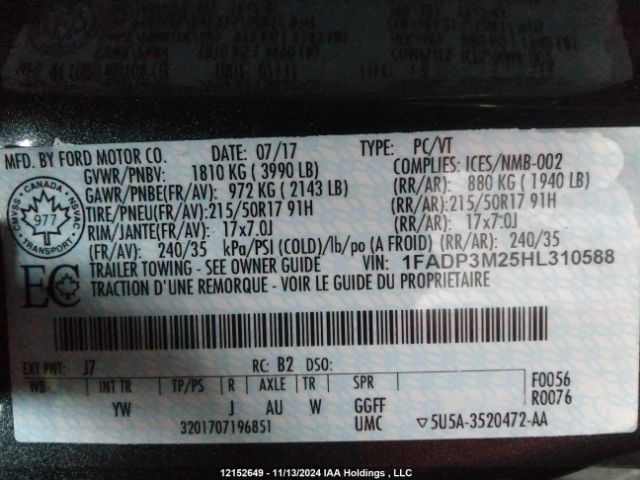 MFD. BY FORD MOTOR CO. DATE: 07/17 TYPE: PC/VT
GVWR/PNBV: 1810 KG ( 3990 LB) COMPLIES: ICES/NMB-002
GAWR/PNBE(FR/AV): 972 KG ( 2143 LB) (RR/AR): 880 KG ( 1940 LB)
TIRE/PNEU(FR/AV): 215/50R17 91H (RR/AR): 215/50R17 91H
RIM/JANTE(FR/AV): 17x7.0J (RR/AR): 17x7.0J
(FR/AV): 240/35 kPa/PSI (COLD)/lb/po (A FROID) (RR/AR): 240/35
TRAILER TOWING - SEE OWNER GUIDE VIN: 1FADP3M25HL310588
TRACTION D'UNE REMORQUE - VOIR LE GUIDE DU PROPRIETAIRE
CMVSS · CANADA · NSVAC
977
TRANSPORT
EC
EXT PNT: J7 RC: B2 DSO:
WB- INT TR TP/PS R AXLE TR SPR F0056
YW J AU W GGFF R0076
3201707196851 UMC ▽5U5A-3520472-AA
12152649 - 11/13/2024 IAA Holdings , LLC